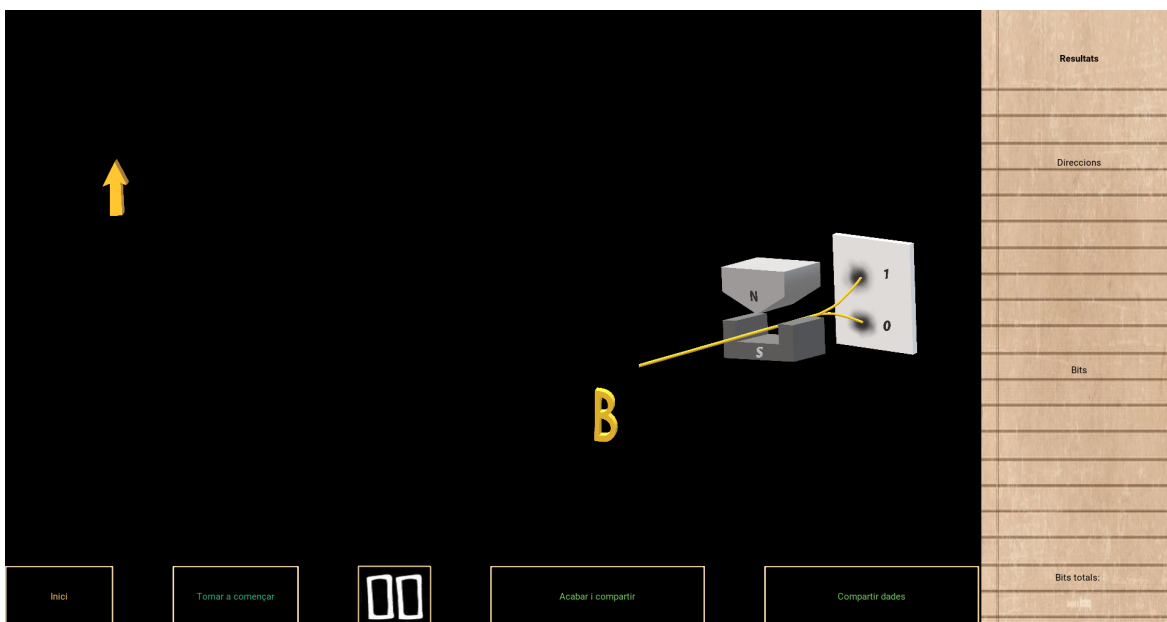 Resultats
Direccions
N
1
0
S
Bits
B
Bits totals:
Inici
Tornar a començar
Acabar i compartir
Compartir dades